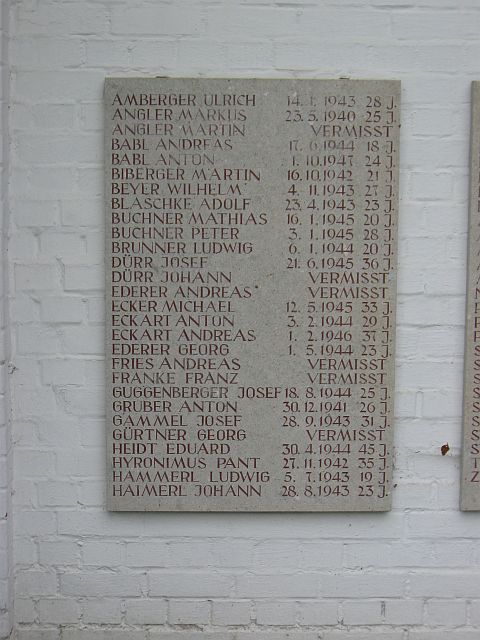 AMBERGER ULRICH 14. 1. 1943 28 J.
ANGLER MARKUS 23. 5. 1940 25 J.
ANGLER MARTIN VERMISST
BABL ANDREAS 17. 6. 1944 18 J.
BABL ANTON 1. 10. 1947 24 J.
BIBERGER MARTIN 16. 10. 1942 21 J.
BEYER WILHELM 4. 11. 1943 27 J.
BLASCHKE ADOLF 23. 4. 1943 23 J.
BUCHNER MATHIAS 16. 1. 1945 20 J.
BUCHNER PETER 3. 1. 1945 28 J.
BRUNNER LUDWIG 6. 1. 1944 20 J.
DÜRR JOSEF 21. 6. 1945 36 J.
DÜRR JOHANN VERMISST
EDERER ANDREAS VERMISST
ECKER MICHAEL 12. 5. 1945 33 J.
ECKART ANTON 3. 2. 1944 29 J.
ECKART ANDREAS 1. 2. 1946 37 J.
EDERER GEORG 1. 5. 1944 23 J.
FRIES ANDREAS VERMISST
FRANKE FRANZ VERMISST
GUGGENBERGER JOSEF 18. 8. 1944 25 J.
GRUBER ANTON 30. 12. 1941 26 J.
GAMMEL JOSEF 28. 9. 1943 31 J.
GÜRTNER GEORG VERMISST
HEIDT EDUARD 30. 4. 1944 45 J.
HYRONIMUS PANT 27. 11. 1942 35 J.
HAMMERL LUDWIG 5. 7. 1943 19 J.
HAIMERL JOHANN 28. 8. 1943 23 J.